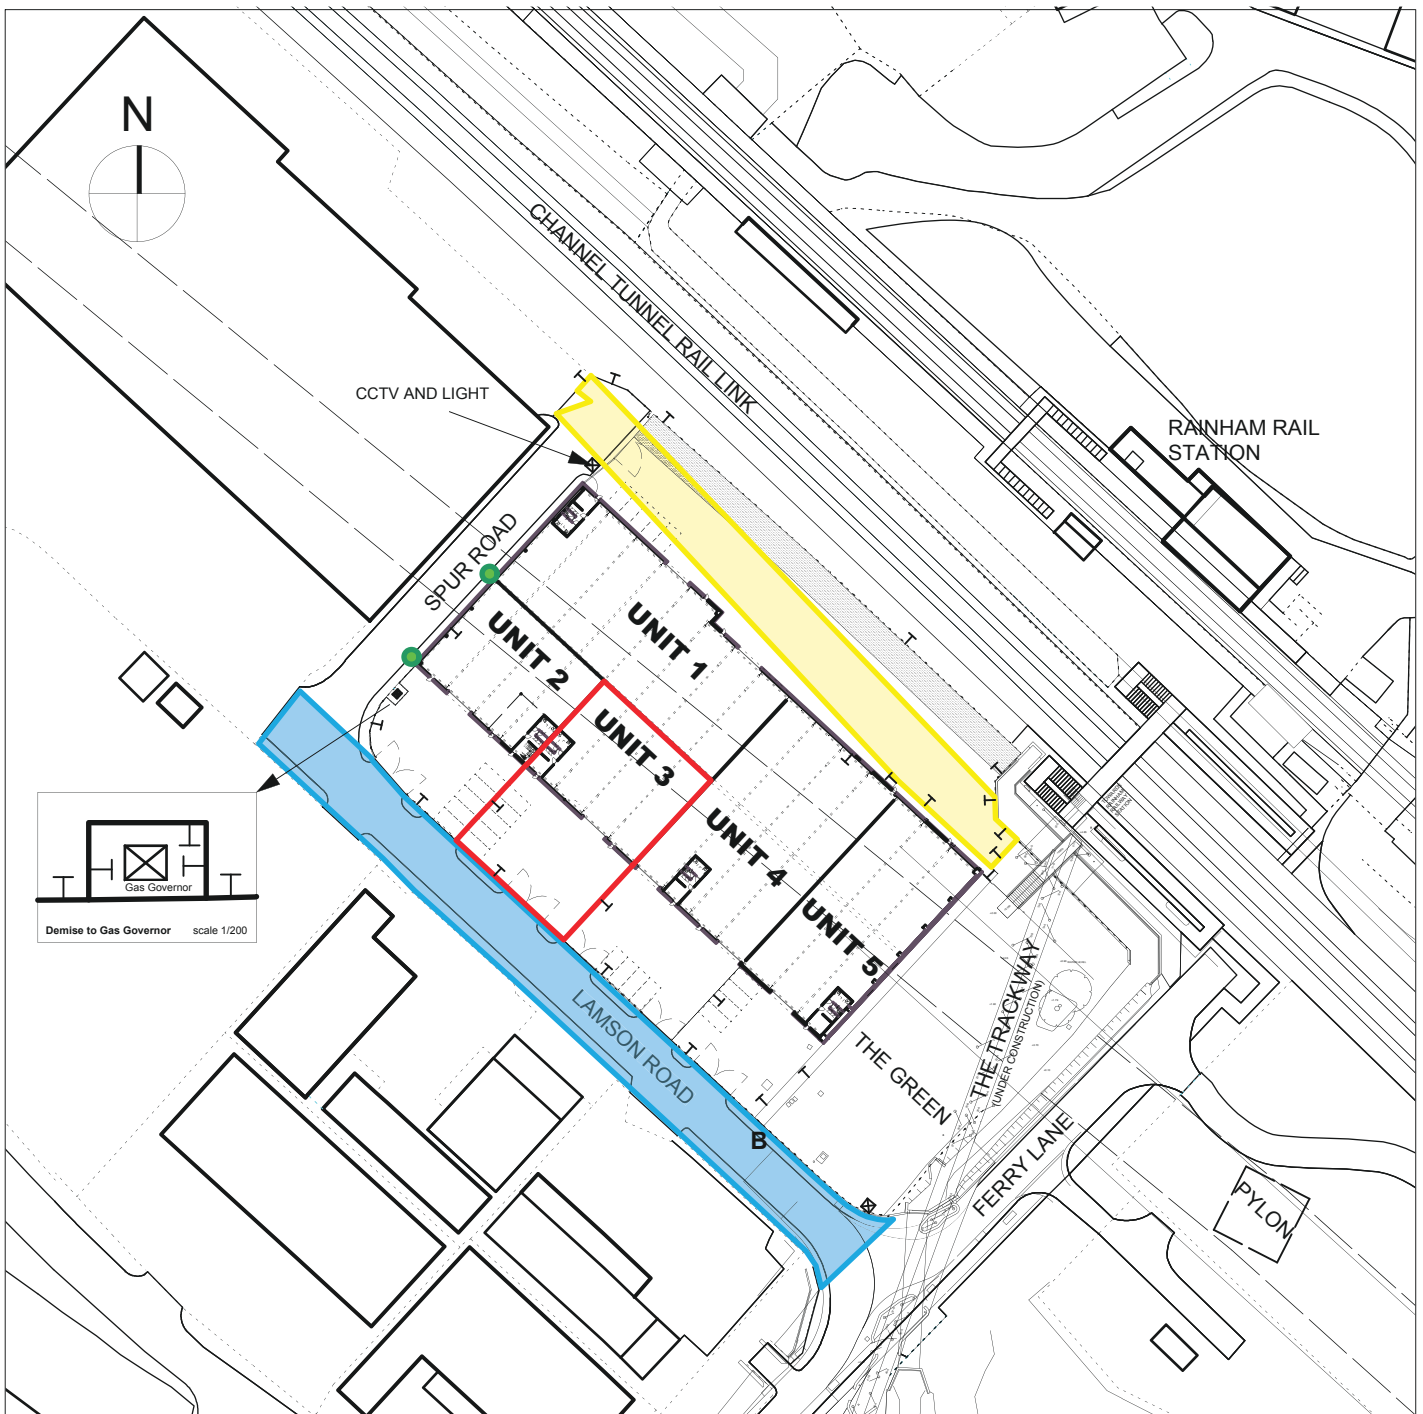 N
CHANNEL TUNNEL RAIL LINK
CCTV AND LIGHT
RAINHAM RAIL
STATION
SPUR ROAD
UNIT 1
UNIT 2
UNIT 3
UNIT 4
UNIT 5
Gas Governor
Demise to Gas Governor scale 1/200
LAMSON ROAD
B
THE GREEN
THE TRACKWAY
(UNDER CONSTRUCTION)
FERRY LANE
PYLON